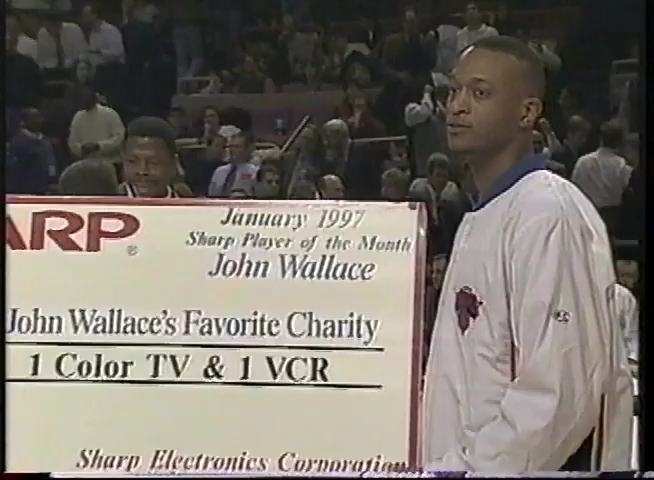 ARP®
January 1997
Sharp Player of the Month
John Wallace
John Wallace's Favorite Charity
1 Color TV & 1 VCR
Sharp Electronics Corporation